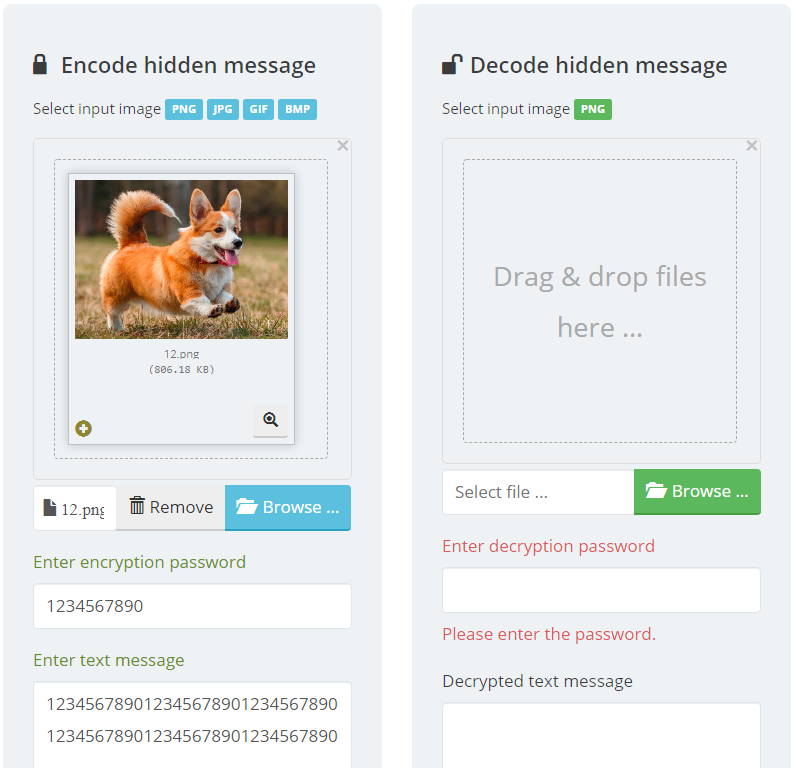 Encode hidden message
Select input image PNG JPG GIF BMP
×
12.png
(806.18 KB)
12.png Remove Browse ...
Enter encryption password
1234567890
Enter text message
123456789012345678901234567890
123456789012345678901234567890
Decode hidden message
Select input image PNG
×
Drag & drop files
here ...
Select file ... Browse ...
Enter decryption password
Please enter the password.
Decrypted text message